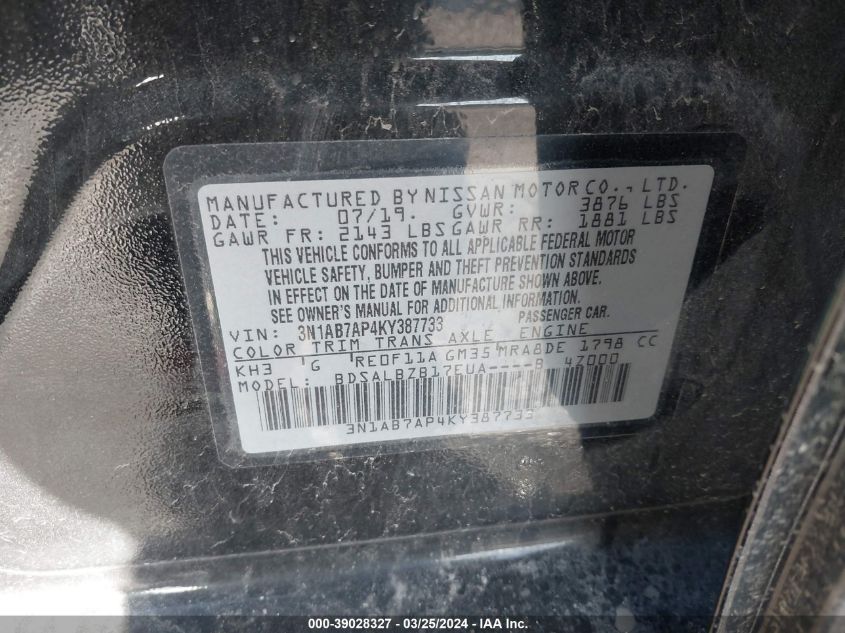 MANUFACTURED BY NISSAN MOTOR CO., LTD.
DATE: 07/19. GVWR: 3876 LBS
GAWR FR: 2143 LBS GAWR RR: 1881 LBS
THIS VEHICLE CONFORMS TO ALL APPLICABLE FEDERAL MOTOR
VEHICLE SAFETY, BUMPER AND THEFT PREVENTION STANDARDS
IN EFFECT ON THE DATE OF MANUFACTURE SHOWN ABOVE.
SEE OWNER'S MANUAL FOR ADDITIONAL INFORMATION.
VIN: 3N1AB7AP4KY387733 PASSENGER CAR.
COLOR TRIM TRANS AXLE ENGINE
KH3 G RE0F11A GM35 MRA8DE 1798 CC
MODEL: BDSALBZB17EUA----B 47000
3N1AB7AP4KY387733
000-39028327 - 03/25/2024 - IAA Inc.